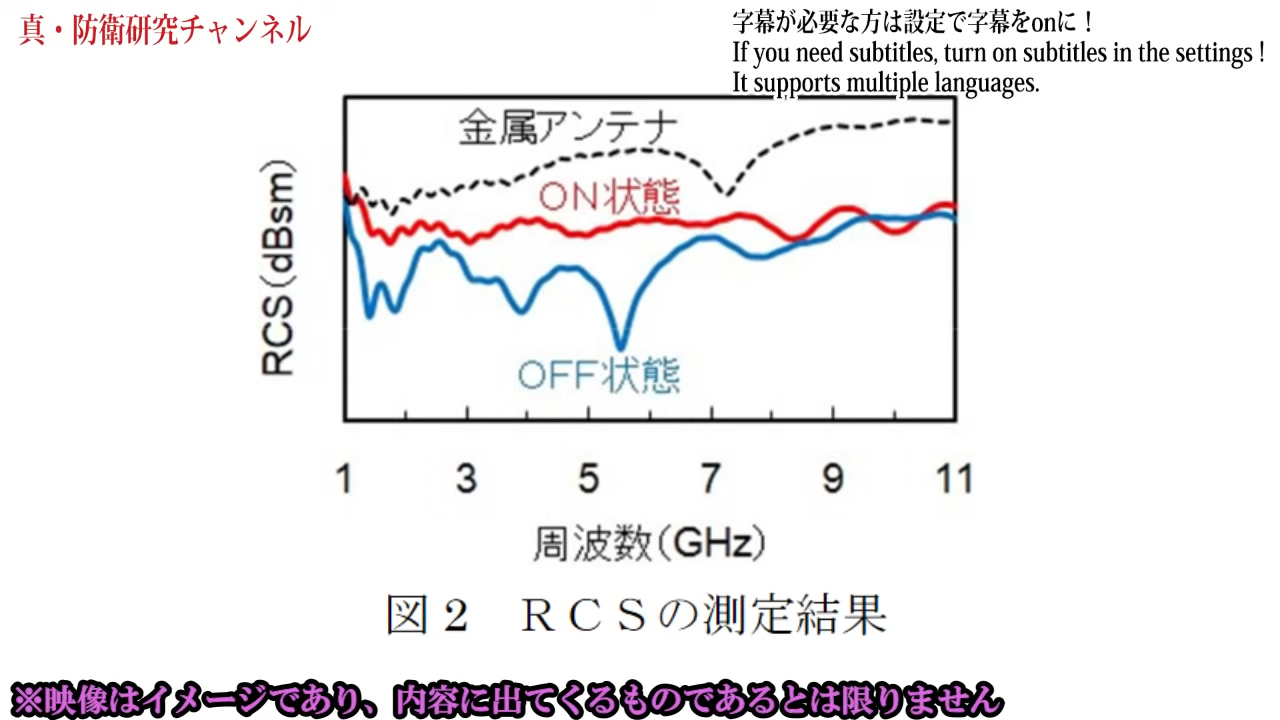 真・防衛研究チャンネル
字幕が必要な方は設定で字幕をonに！
If you need subtitles, turn on subtitles in the settings !
It supports multiple languages.
金属アンテナ
ON状態
OFF状態
RCS(dBsm)
1 3 5 7 9 11
周波数(GHz)
図2 ＲＣＳの測定結果
※映像はイメージであり、内容に出てくるものであるとは限りません